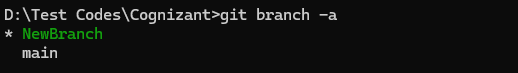 D:\Test Codes\Cognizant>git branch -a
* NewBranch
  main